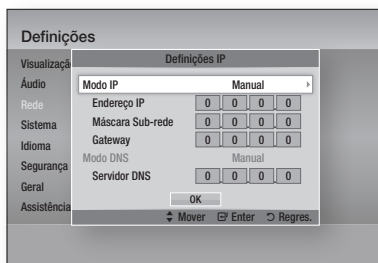 Definições
Visualizaçã
Áudio
Rede
Sistema
Idioma
Segurança
Geral
Assistência
Definições IP
Modo IP Manual
Endereço IP 0 0 0 0
Máscara Sub-rede 0 0 0 0
Gateway 0 0 0 0
Modo DNS Manual
Servidor DNS 0 0 0 0
OK
Mover Enter Regres.